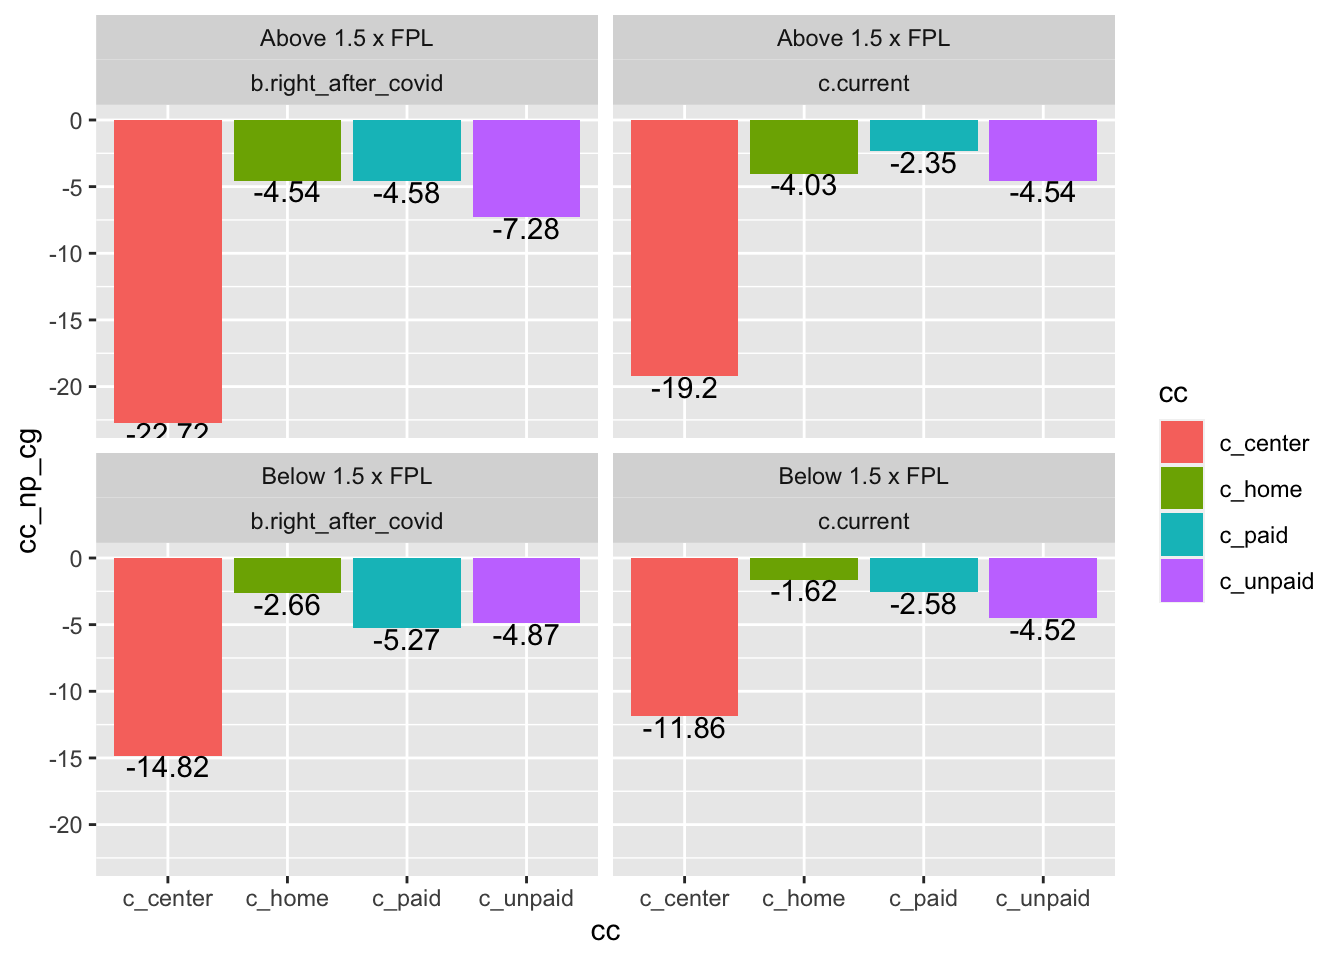 Above 1.5 x FPL
Above 1.5 x FPL
b.right_after_covid
c.current
0
-5
-10
-15
-20
-22.72
-4.54
-4.58
-7.28
-19.2
-4.03
-2.35
-4.54
Below 1.5 x FPL
Below 1.5 x FPL
b.right_after_covid
c.current
0
-5
-10
-15
-20
-14.82
-2.66
-5.27
-4.87
-11.86
-1.62
-2.58
-4.52
c_center
c_home
c_paid
c_unpaid
c_center
c_home
c_paid
c_unpaid
cc
cc_np_cg
cc
c_center
c_home
c_paid
c_unpaid